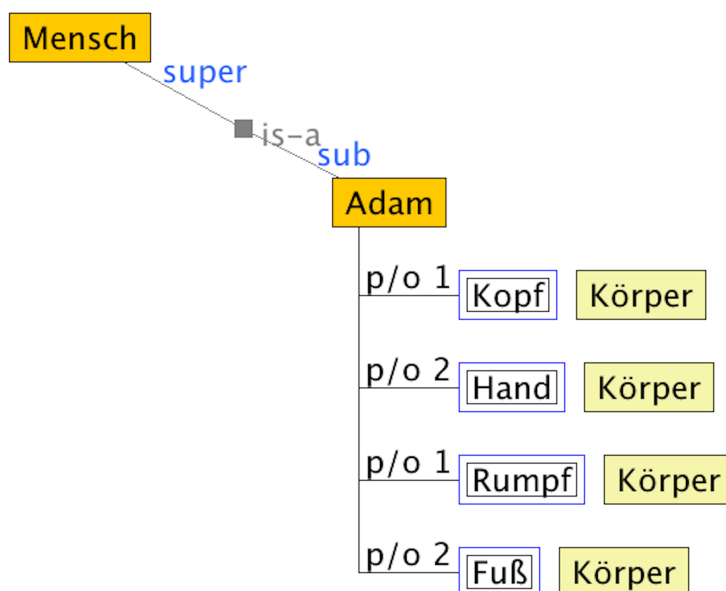 Mensch
super
is-a
sub
Adam
p/o 1 Kopf Körper
p/o 2 Hand Körper
p/o 1 Rumpf Körper
p/o 2 Fuß Körper